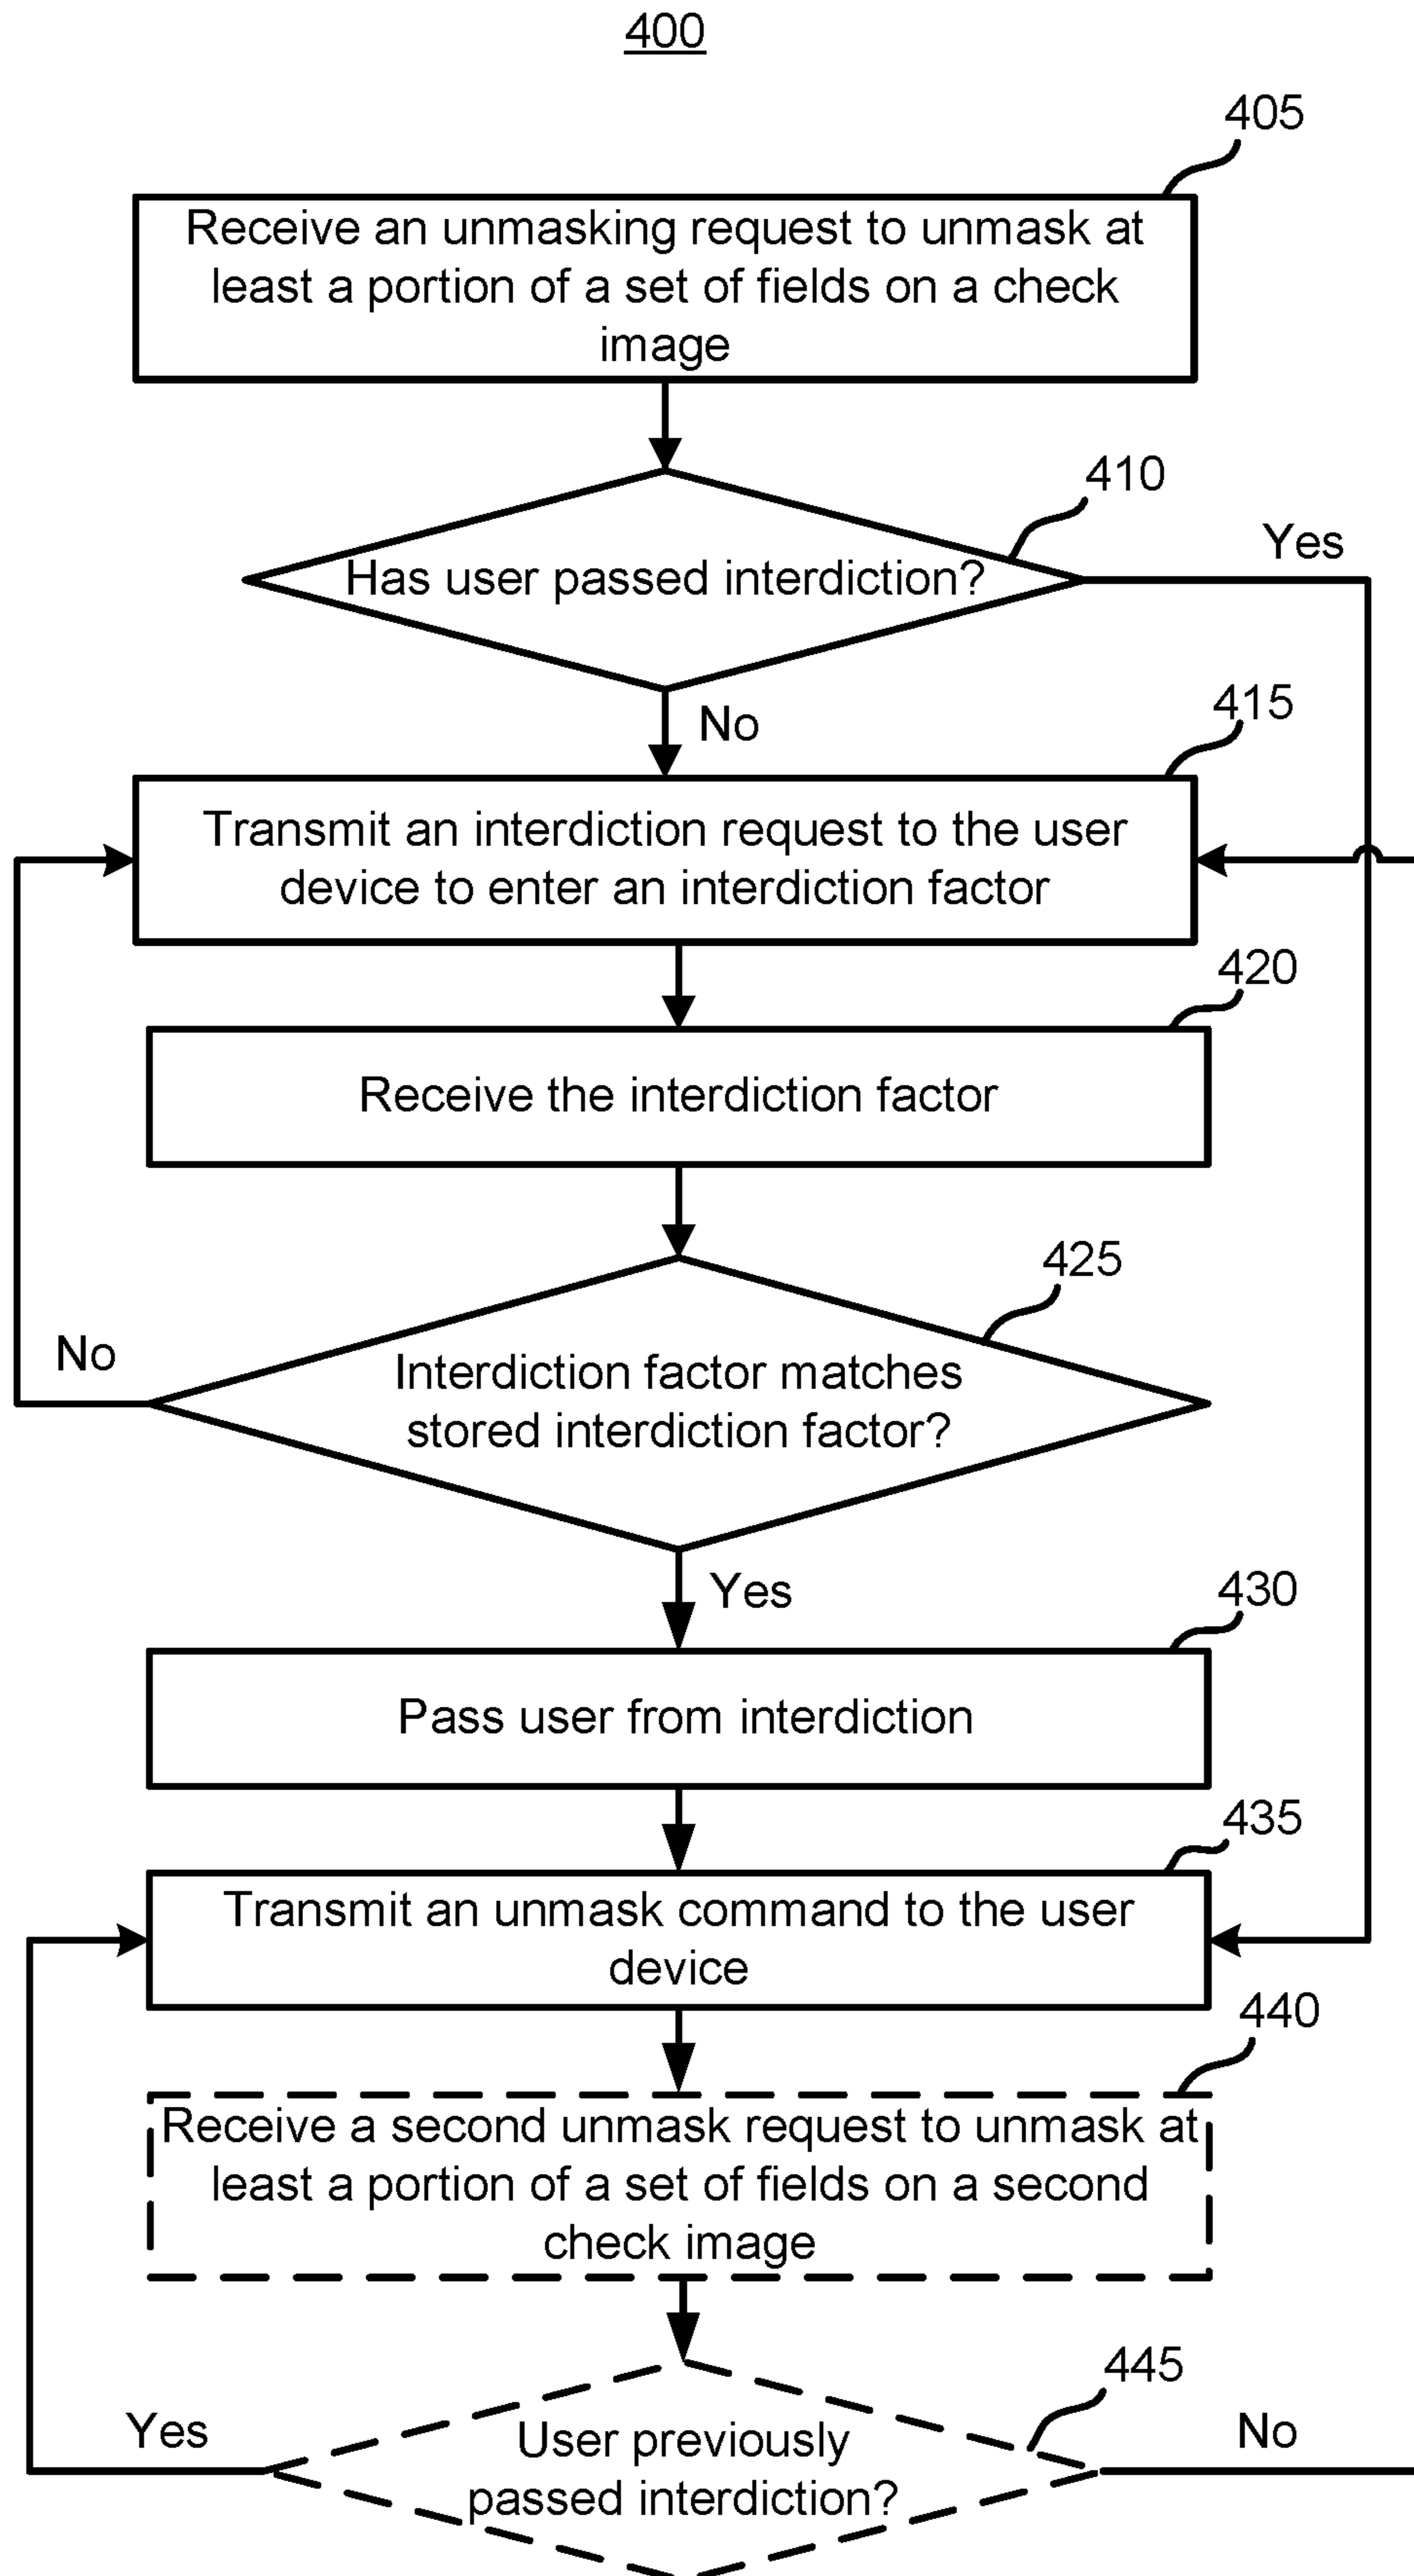 400
405
Receive an unmasking request to unmask at
least a portion of a set of fields on a check
image
410
Yes
Has user passed interdiction?
No
415
Transmit an interdiction request to the user
device to enter an interdiction factor
420
Receive the interdiction factor
425
No
Interdiction factor matches
stored interdiction factor?
Yes
430
Pass user from interdiction
435
Transmit an unmask command to the user
device
440
Receive a second unmask request to unmask at
least a portion of a set of fields on a second
check image
445
Yes
No
User previously
passed interdiction?